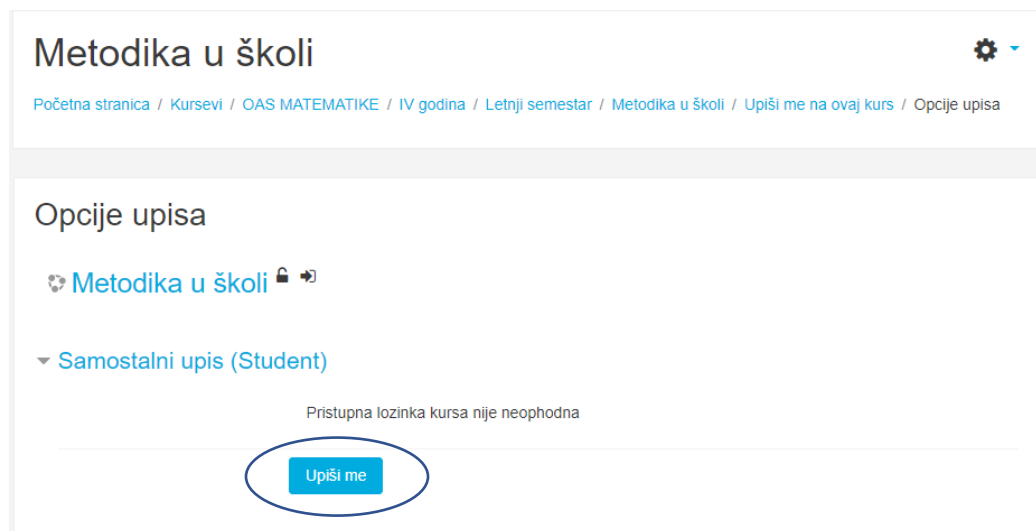 Metodika u školi
Početna stranica / Kursevi / OAS MATEMATIKE / IV godina / Letnji semestar / Metodika u školi / Upiši me na ovaj kurs / Opcije upisa
Opcije upisa
Metodika u školi
Samostalni upis (Student)
Pristupna lozinka kursa nije neophodna
Upiši me